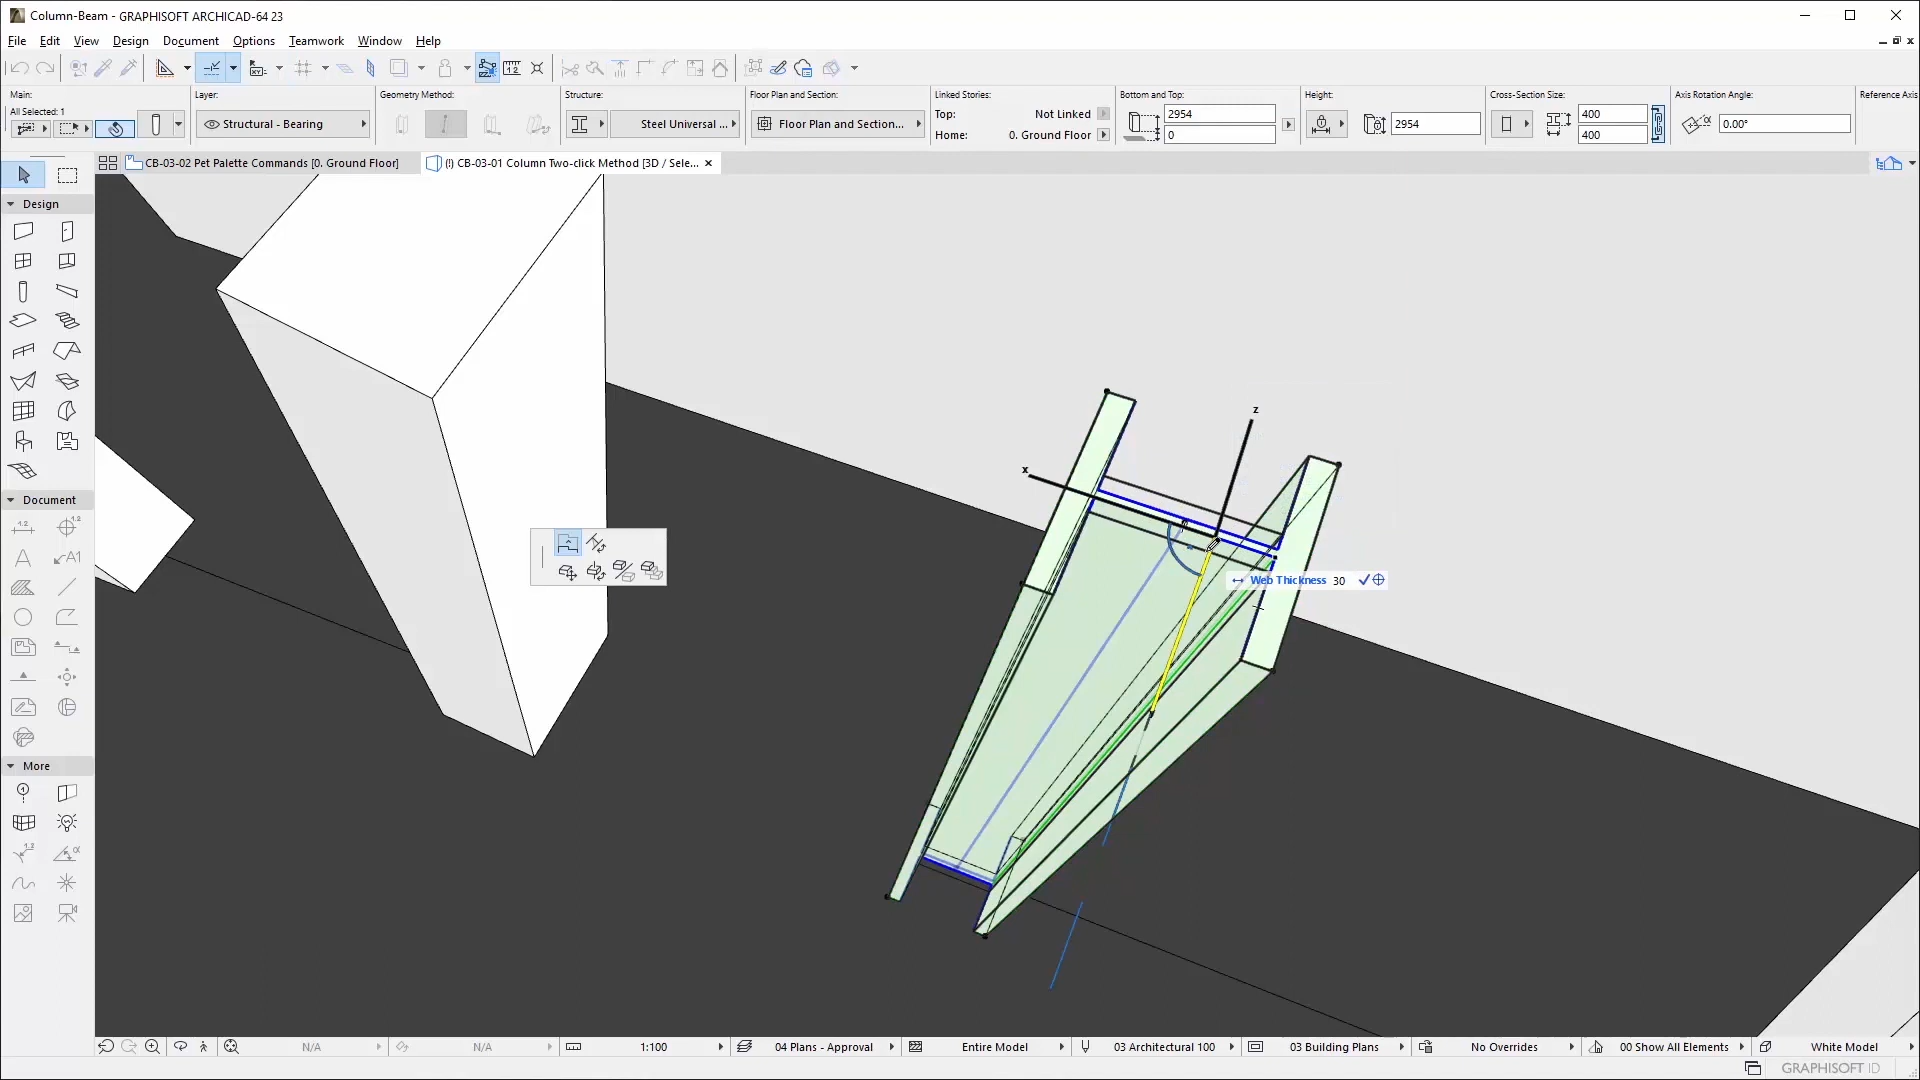 Column-Beam - GRAPHISOFT ARCHICAD-64 23
File Edit View Design Document Options Teamwork Window Help
Main:
All Selected: 1
Layer:
Structural - Bearing
Geometry Method:
Structure:
Steel Universal ...
Floor Plan and Section:
Floor Plan and Section...
Linked Stories:
Top: Not Linked
Home: 0. Ground Floor
Bottom and Top:
2954
0
Height:
2954
Cross-Section Size:
400
400
Axis Rotation Angle:
0.00°
Reference Axis
CB-03-02 Pet Palette Commands [0. Ground Floor]
(!) CB-03-01 Column Two-click Method [3D / Sele...
Design
Document
More
z
x
Web Thickness 30
N/A
N/A
1:100
04 Plans - Approval
Entire Model
03 Architectural 100
03 Building Plans
No Overrides
00 Show All Elements
White Model
GRAPHISOFT ID